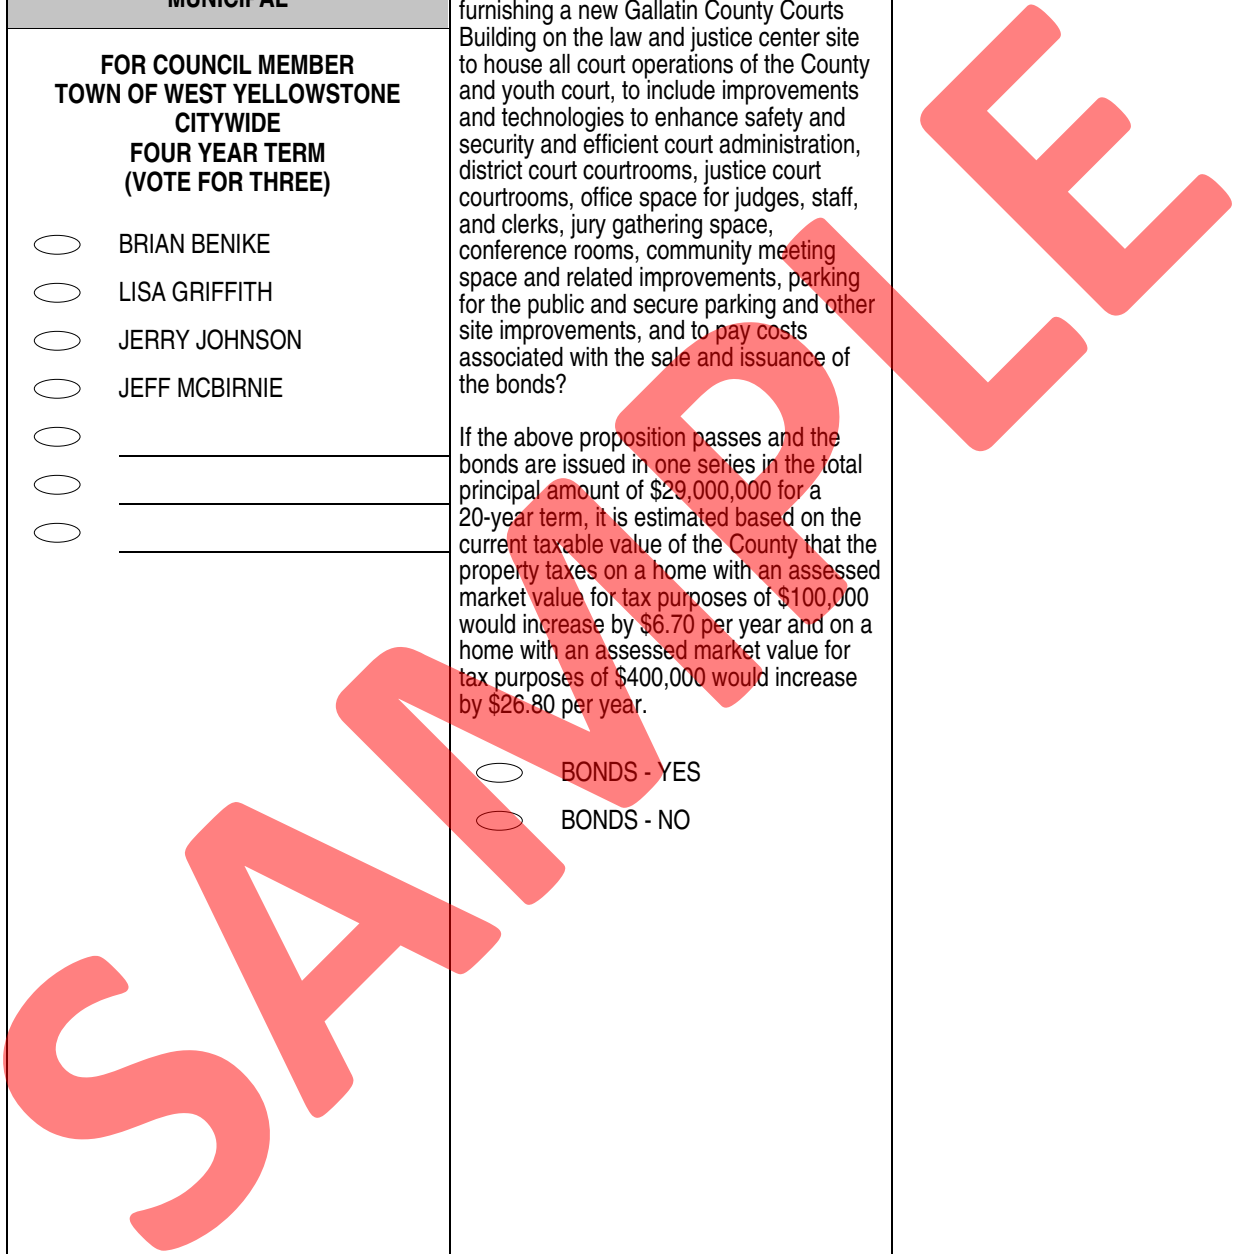 MUNICIPAL
FOR COUNCIL MEMBER
TOWN OF WEST YELLOWSTONE
CITYWIDE
FOUR YEAR TERM
(VOTE FOR THREE)
BRIAN BENIKE
LISA GRIFFITH
JERRY JOHNSON
JEFF MCBIRNIE
furnishing a new Gallatin County Courts
Building on the law and justice center site
to house all court operations of the County
and youth court, to include improvements
and technologies to enhance safety and
security and efficient court administration,
district court courtrooms, justice court
courtrooms, office space for judges, staff,
and clerks, jury gathering space,
conference rooms, community meeting
space and related improvements, parking
for the public and secure parking and other
site improvements, and to pay costs
associated with the sale and issuance of
the bonds?
If the above proposition passes and the
bonds are issued in one series in the total
principal amount of $29,000,000 for a
20-year term, it is estimated based on the
current taxable value of the County that the
property taxes on a home with an assessed
market value for tax purposes of $100,000
would increase by $6.70 per year and on a
home with an assessed market value for
tax purposes of $400,000 would increase
by $26.80 per year.
BONDS - YES
BONDS - NO
SAMPLE